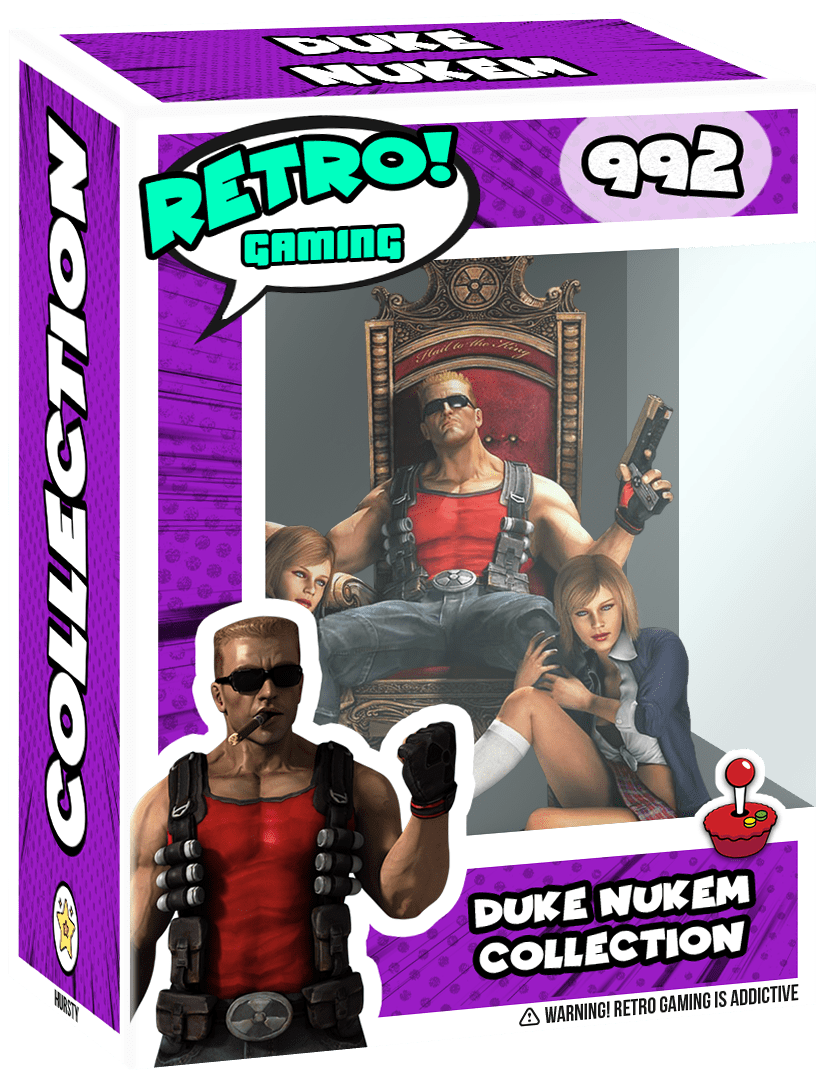 DUKE
NUKEM
COLLECTION
RETRO!
GAMING
992
Hail to the King
DUKE NUKEM
COLLECTION
WARNING! RETRO GAMING IS ADDICTIVE
HURSTY